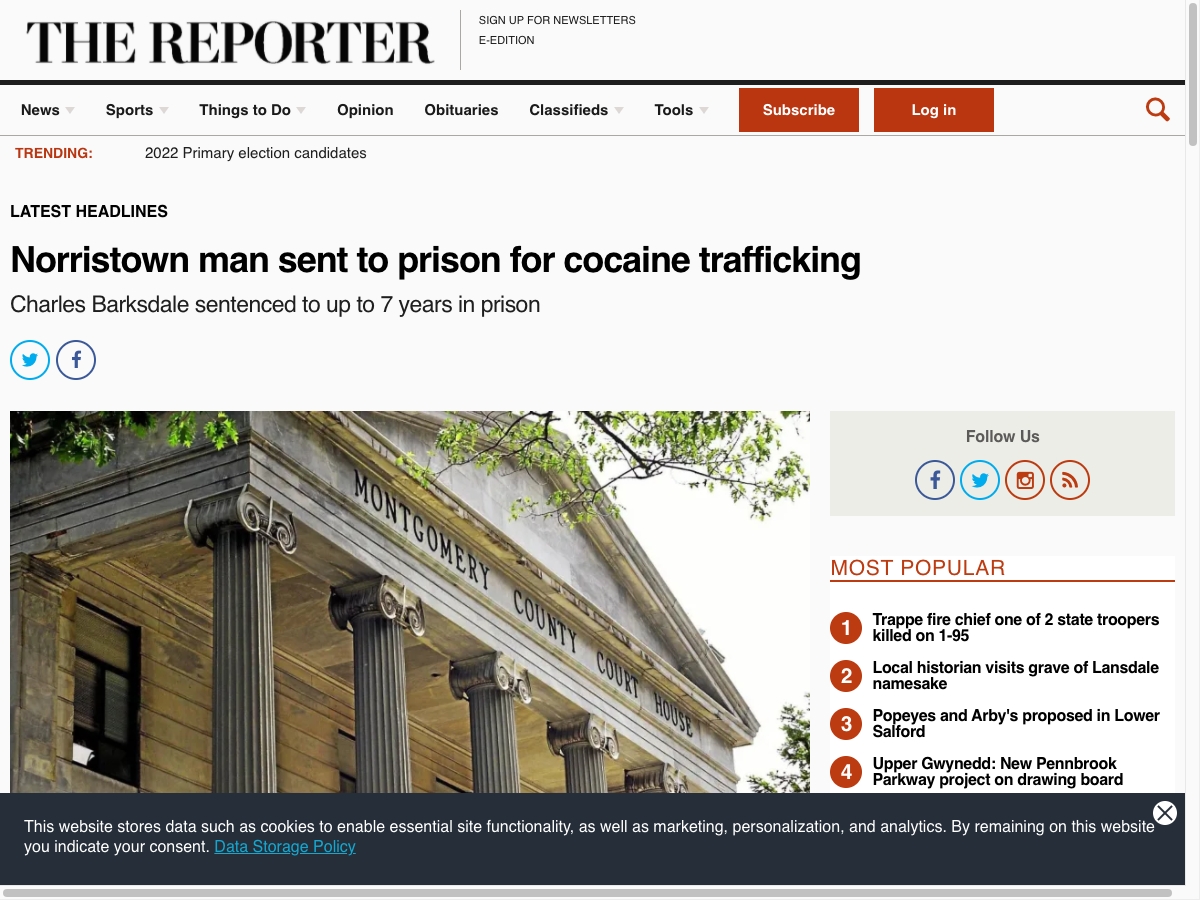 THE REPORTER
SIGN UP FOR NEWSLETTERS
E-EDITION
News
Sports
Things to Do
Opinion
Obituaries
Classifieds
Tools
Subscribe
Log in
TRENDING:
2022 Primary election candidates
LATEST HEADLINES
Norristown man sent to prison for cocaine trafficking
Charles Barksdale sentenced to up to 7 years in prison
MONTGOMERY COUNTY COURT HOUSE
Follow Us
MOST POPULAR
1
Trappe fire chief one of 2 state troopers
killed on 1-95
2
Local historian visits grave of Lansdale
namesake
3
Popeyes and Arby's proposed in Lower
Salford
4
Upper Gwynedd: New Pennbrook
Parkway project on drawing board
This website stores data such as cookies to enable essential site functionality, as well as marketing, personalization, and analytics. By remaining on this website
you indicate your consent. Data Storage Policy